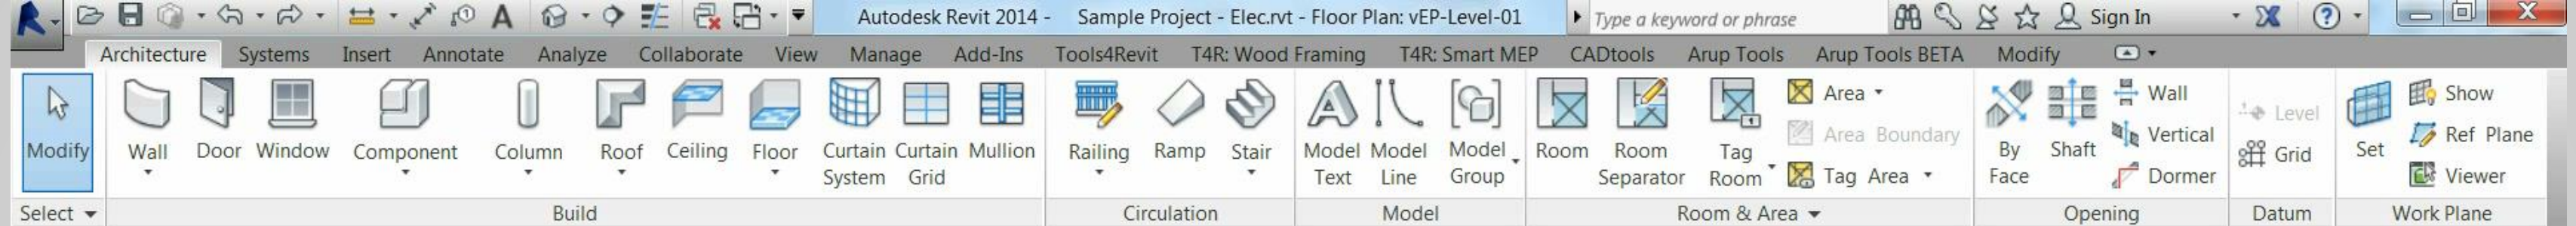 Autodesk Revit 2014 - Sample Project - Elec.rvt - Floor Plan: vEP-Level-01 Type a keyword or phrase Sign In
Architecture Systems Insert Annotate Analyze Collaborate View Manage Add-Ins Tools4Revit T4R: Wood Framing T4R: Smart MEP CADtools Arup Tools Arup Tools BETA Modify
Modify
Wall
Door
Window
Component
Column
Roof
Ceiling
Floor
Curtain
System
Curtain
Grid
Mullion
Railing
Ramp
Stair
Model
Text
Model
Line
Model
Group
Room
Room
Separator
Tag
Room
Area
Area Boundary
Tag Area
By
Face
Shaft
Wall
Vertical
Dormer
Level
Grid
Set
Show
Ref Plane
Viewer
Select Build Circulation Model Room & Area Opening Datum Work Plane